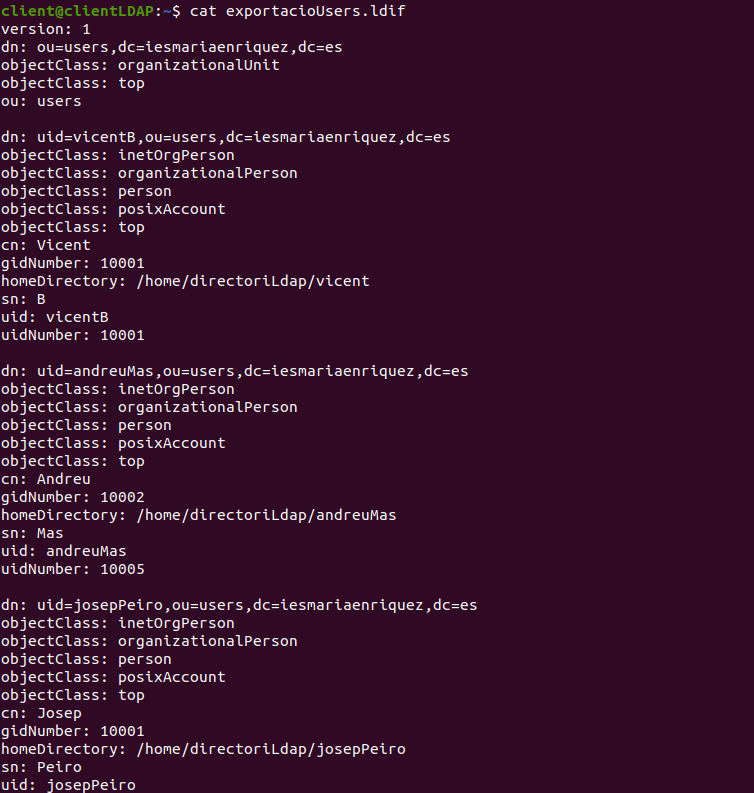 client@clientLDAP:~$ cat exportacioUsers.ldif
version: 1
dn: ou=users,dc=iesmariaenriquez,dc=es
objectClass: organizationalUnit
objectClass: top
ou: users

dn: uid=vicentB,ou=users,dc=iesmariaenriquez,dc=es
objectClass: inetOrgPerson
objectClass: organizationalPerson
objectClass: person
objectClass: posixAccount
objectClass: top
cn: Vicent
gidNumber: 10001
homeDirectory: /home/directoriLdap/vicent
sn: B
uid: vicentB
uidNumber: 10001

dn: uid=andreuMas,ou=users,dc=iesmariaenriquez,dc=es
objectClass: inetOrgPerson
objectClass: organizationalPerson
objectClass: person
objectClass: posixAccount
objectClass: top
cn: Andreu
gidNumber: 10002
homeDirectory: /home/directoriLdap/andreuMas
sn: Mas
uid: andreuMas
uidNumber: 10005

dn: uid=josepPeiro,ou=users,dc=iesmariaenriquez,dc=es
objectClass: inetOrgPerson
objectClass: organizationalPerson
objectClass: person
objectClass: posixAccount
objectClass: top
cn: Josep
gidNumber: 10001
homeDirectory: /home/directoriLdap/josepPeiro
sn: Peiro
uid: josepPeiro